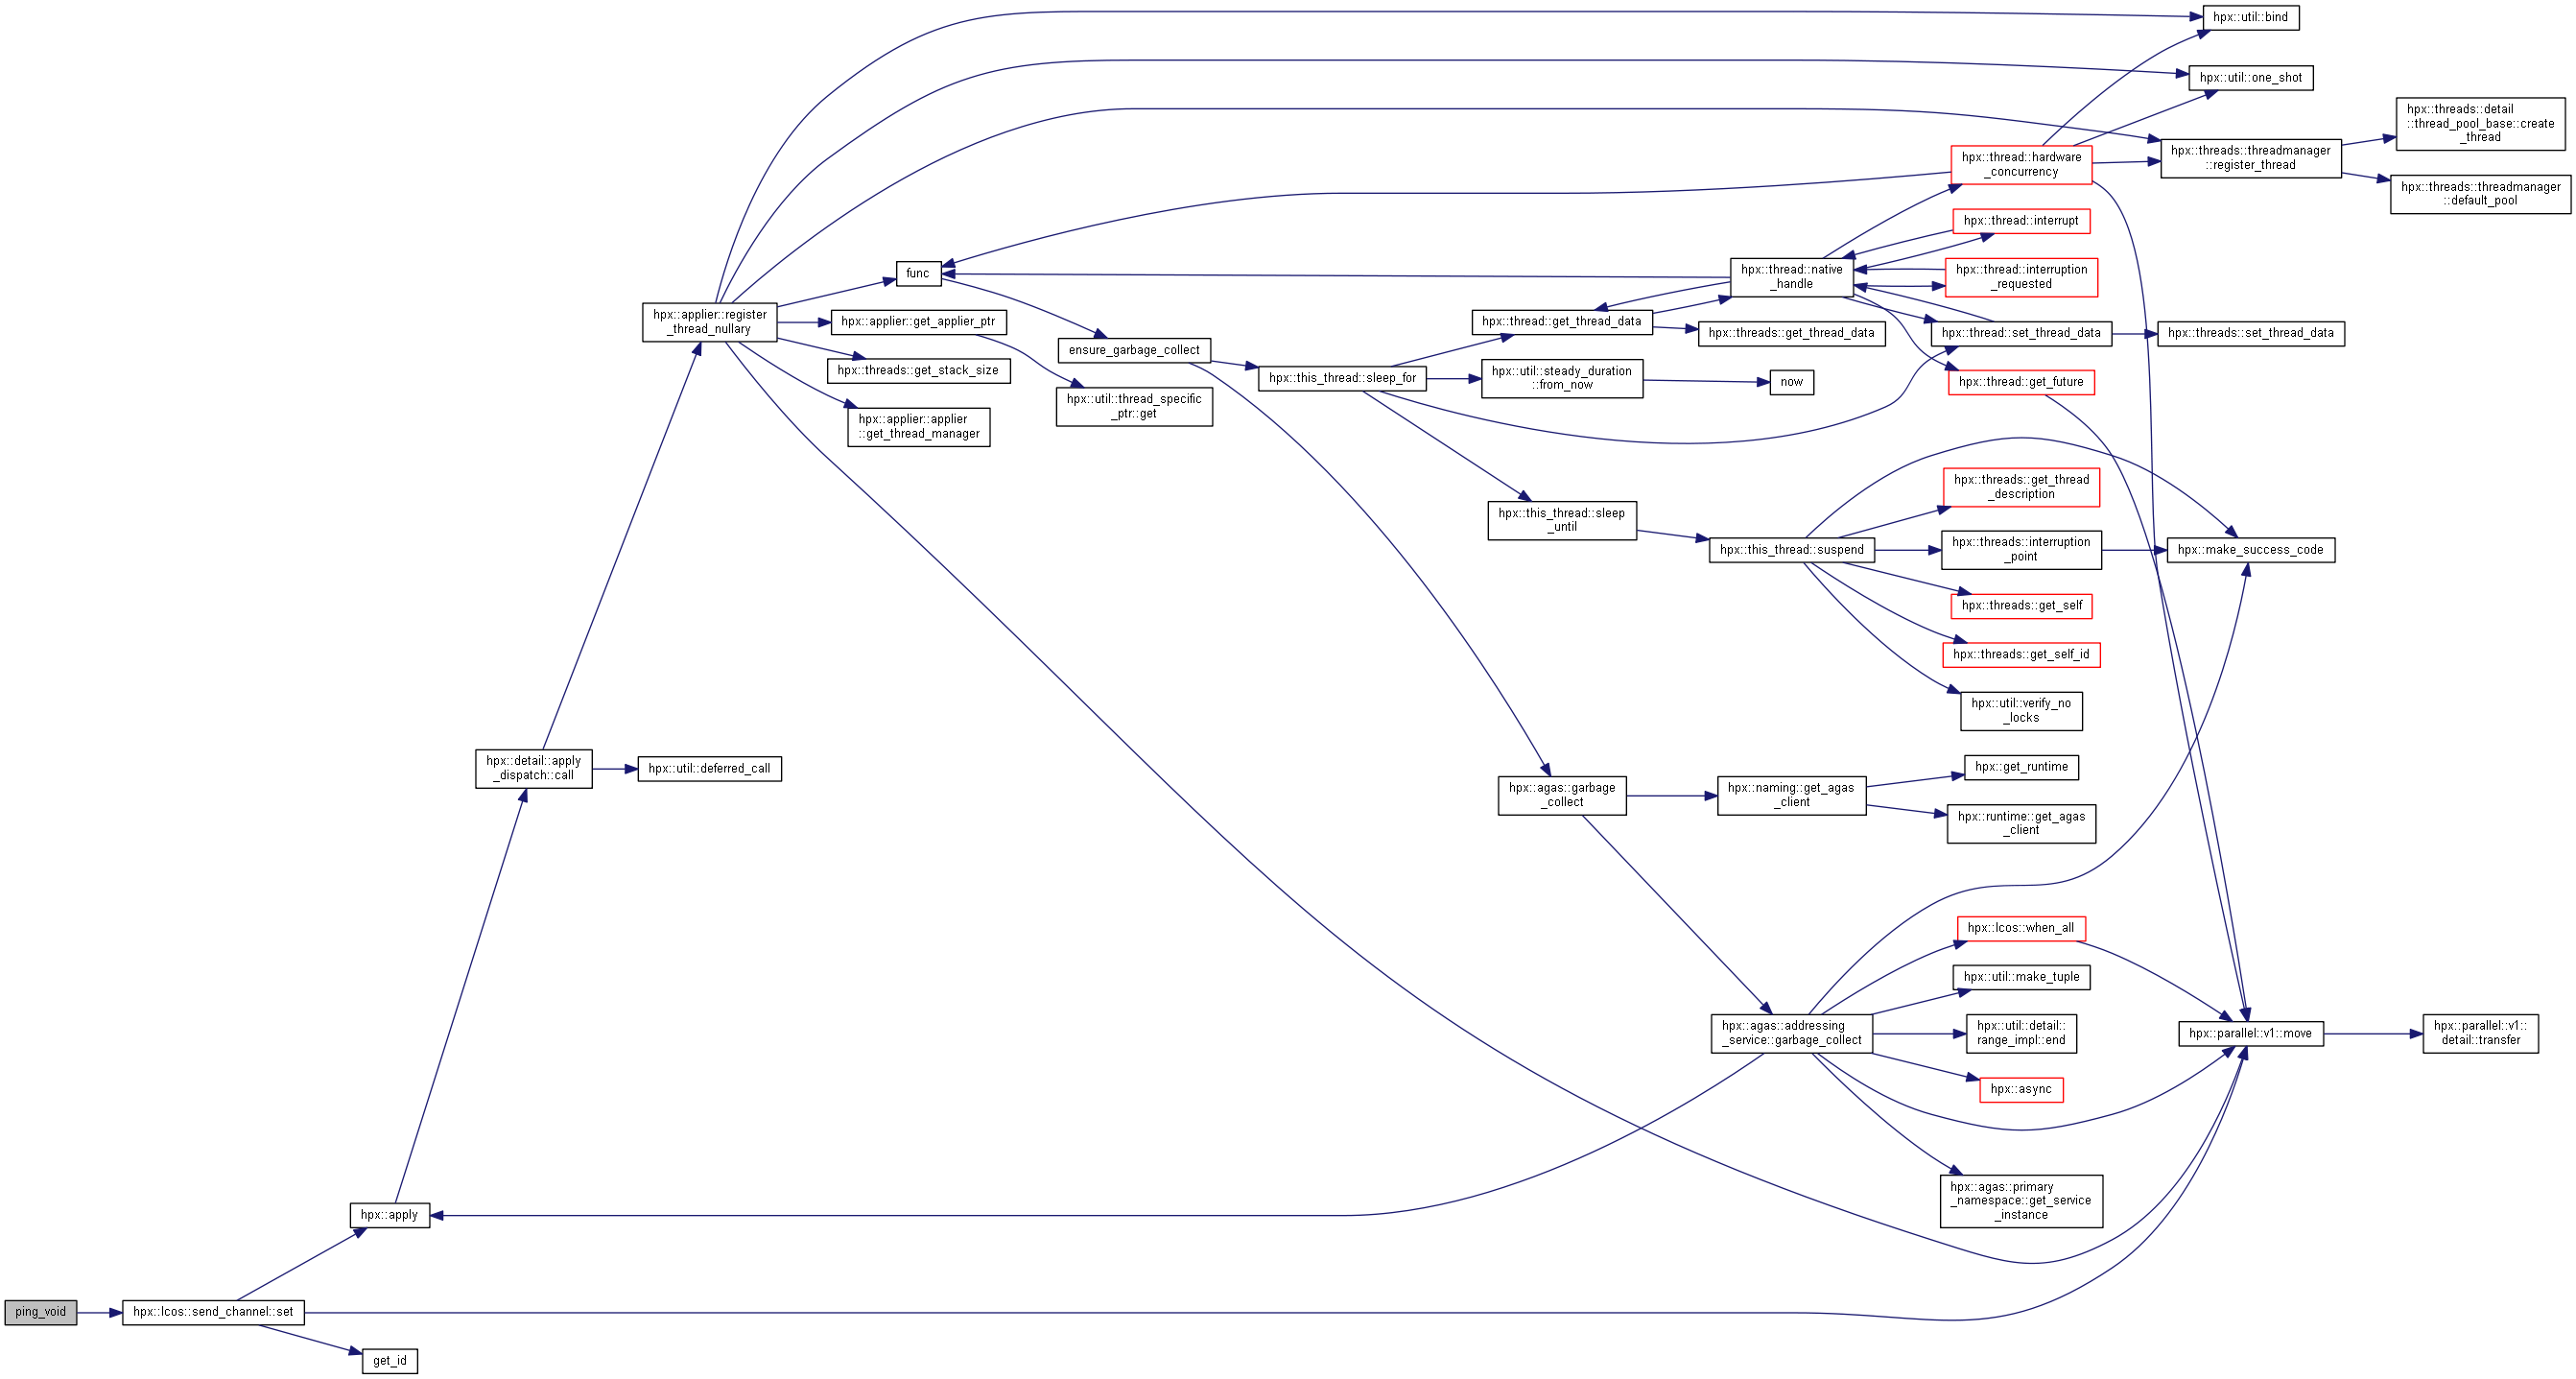 hpx::util::bind
hpx::util::one_shot
hpx::threads::detail
::thread_pool_base::create
_thread
hpx::threads::threadmanager
::register_thread
hpx::thread::hardware
_concurrency
hpx::threads::threadmanager
::default_pool
hpx::thread::interrupt
func
hpx::thread::native
_handle
hpx::thread::interruption
_requested
hpx::applier::register
_thread_nullary
hpx::applier::get_applier_ptr
hpx::thread::get_thread_data
hpx::threads::get_thread_data
hpx::thread::set_thread_data
hpx::threads::set_thread_data
ensure_garbage_collect
hpx::threads::get_stack_size
hpx::this_thread::sleep_for
hpx::util::steady_duration
::from_now
now
hpx::thread::get_future
hpx::util::thread_specific
_ptr::get
hpx::applier::applier
::get_thread_manager
hpx::threads::get_thread
_description
hpx::this_thread::sleep
_until
hpx::this_thread::suspend
hpx::threads::interruption
_point
hpx::make_success_code
hpx::threads::get_self
hpx::threads::get_self_id
hpx::util::verify_no
_locks
hpx::detail::apply
_dispatch::call
hpx::util::deferred_call
hpx::get_runtime
hpx::agas::garbage
_collect
hpx::naming::get_agas
_client
hpx::runtime::get_agas
_client
hpx::lcos::when_all
hpx::util::make_tuple
hpx::agas::addressing
_service::garbage_collect
hpx::util::detail::
range_impl::end
hpx::parallel::v1::move
hpx::parallel::v1::
detail::transfer
hpx::async
hpx::agas::primary
_namespace::get_service
_instance
hpx::apply
ping_void
hpx::lcos::send_channel::set
get_id